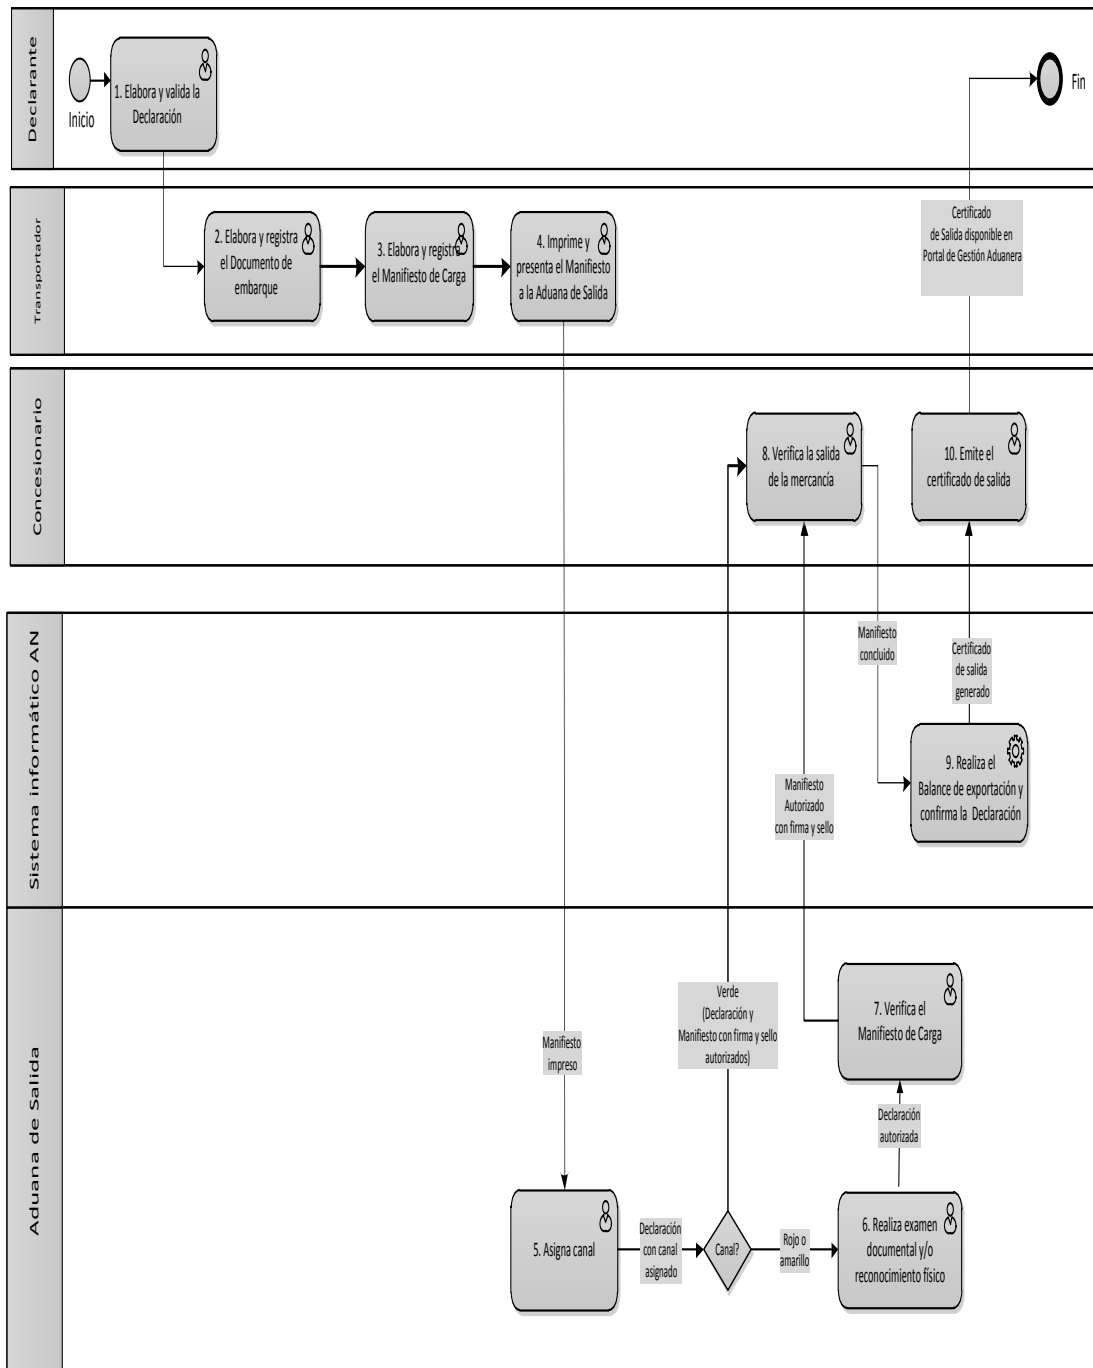 Declarante
Inicio
1. Elabora y valida la
Declaración
Fin
Transportador
2. Elabora y registra
el Documento de
embarque
3. Elabora y registra
el Manifiesto de Carga
4. Imprime y
presenta el Manifiesto
a la Aduana de Salida
Certificado
de Salida disponible en
Portal de Gestión Aduanera
Concesionario
8. Verifica la salida
de la mercancía
10. Emite el
certificado de salida
Sistema informático AN
Manifiesto
concluido
Certificado
de salida
generado
Manifiesto
Autorizado
con firma y sello
9. Realiza el
Balance de exportación y
confirma la Declaración
Aduana de Salida
Manifiesto
impreso
Verde
(Declaración y
Manifiesto con firma y sello
autorizados)
7. Verifica el
Manifiesto de Carga
Declaración
autorizada
5. Asigna canal
Declaración
con canal
asignado
Canal?
Rojo o
amarillo
6. Realiza examen
documental y/o
reconocimiento físico